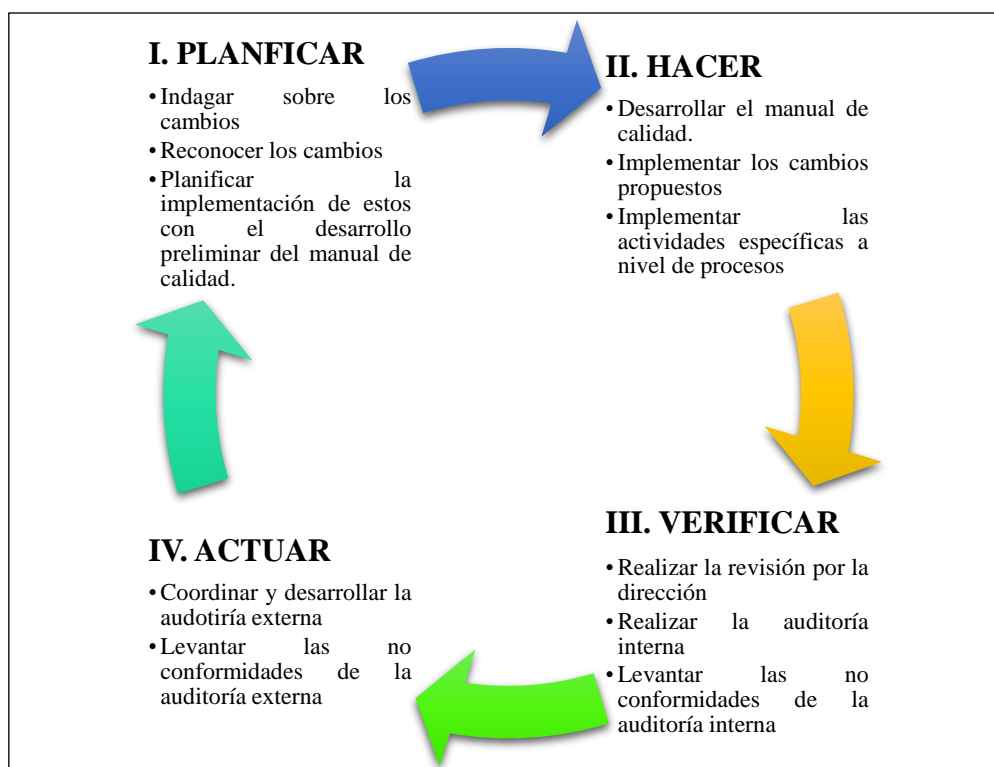 I. PLANFICAR
• Indagar sobre los
cambios
• Reconocer los cambios
• Planificar la
implementación de estos
con el desarrollo
preliminar del manual de
calidad.
II. HACER
• Desarrollar el manual de
calidad.
• Implementar los cambios
propuestos
• Implementar las
actividades específicas a
nivel de procesos
III. VERIFICAR
• Realizar la revisión por la
dirección
• Realizar la auditoría
interna
• Levantar las no
conformidades de la
auditoría interna
IV. ACTUAR
• Coordinar y desarrollar la
audotiría externa
• Levantar las no
conformidades de la
auditoría externa